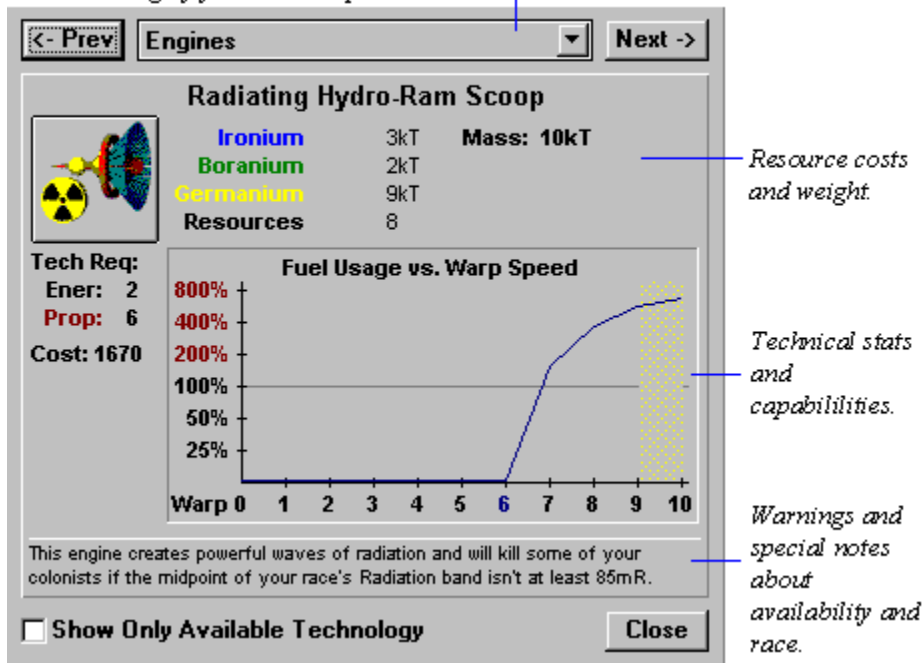 <- Prev
Engines
Next ->
Radiating Hydro-Ram Scoop
Ironium 3kT Mass: 10kT
Boranium 2kT
Germanium 9kT
Resources 8
Resource costs
and weight.
Tech Req:
Ener: 2
Prop: 6
Cost: 1670
Fuel Usage vs. Warp Speed
800%
400%
200%
100%
50%
25%
Warp 0 1 2 3 4 5 6 7 8 9 10
Technical stats
and
capabililities.
This engine creates powerful waves of radiation and will kill some of your
colonists if the midpoint of your race's Radiation band isn't at least 85mR.
Warnings and
special notes
about
availability and
race.
Show Only Available Technology
Close